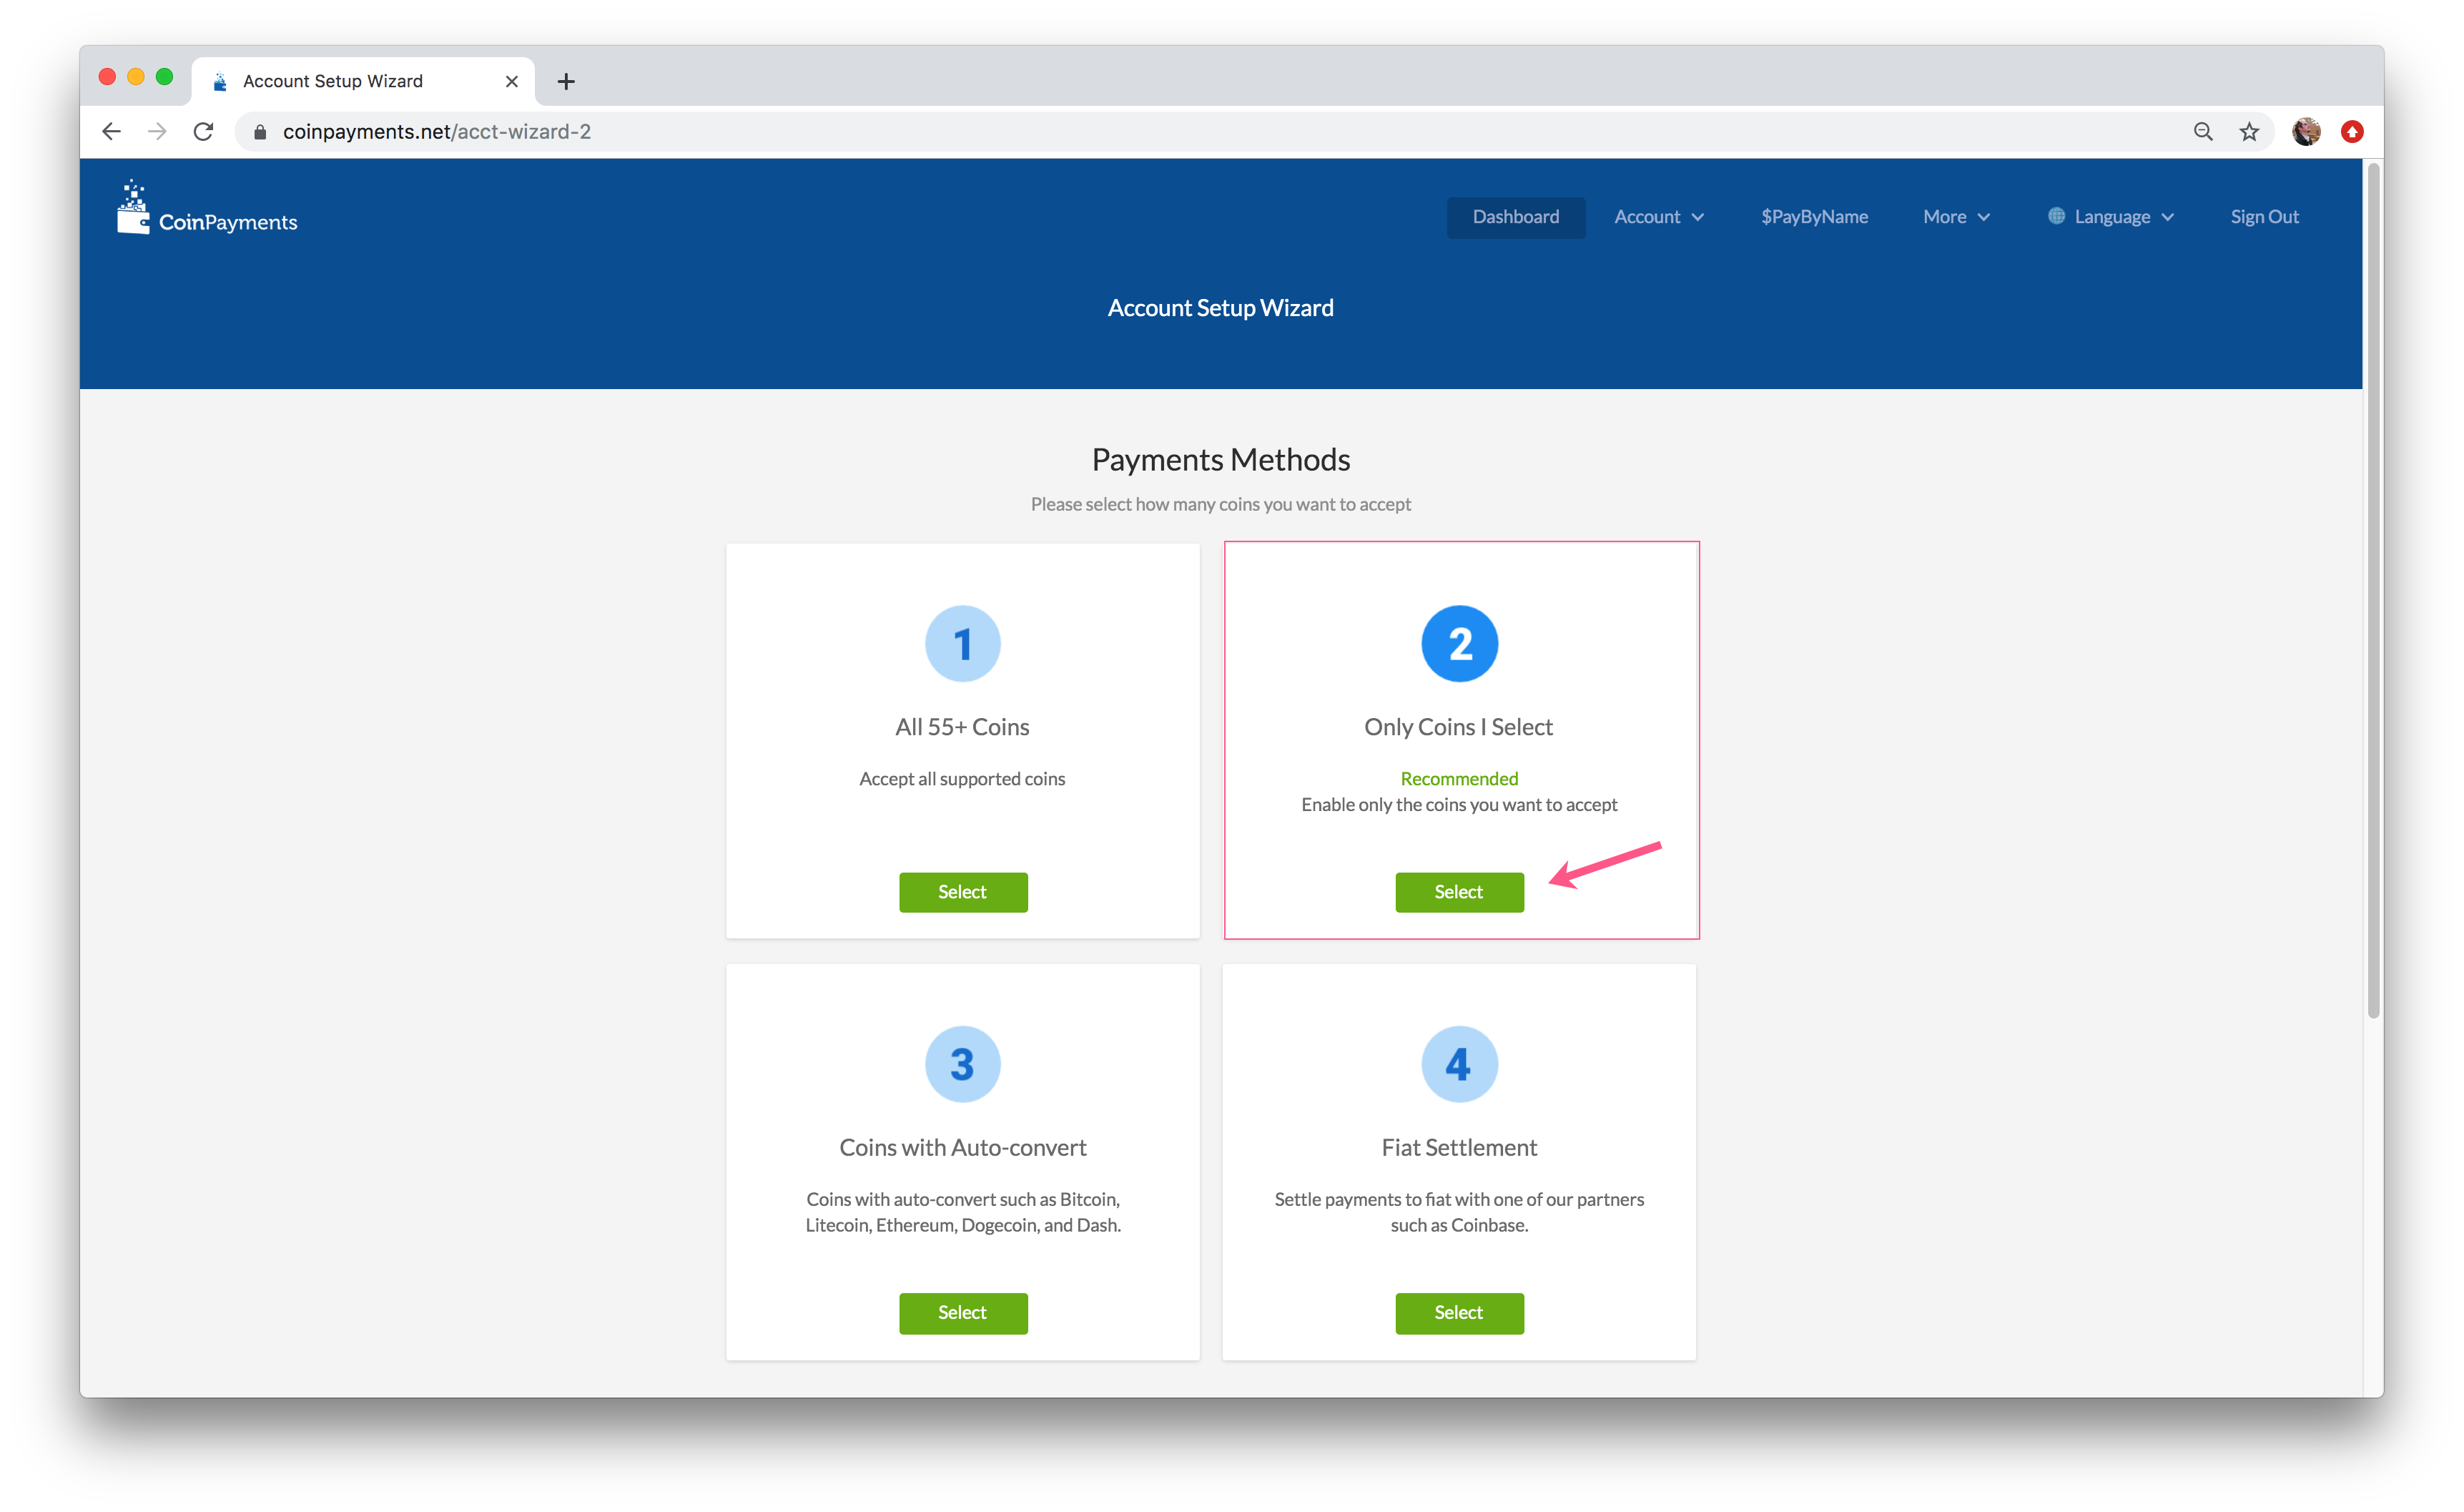 Account Setup Wizard
coinpayments.net/acct-wizard-2
CoinPayments
Dashboard
Account
$PayByName
More
Language
Sign Out
Account Setup Wizard
Payments Methods
Please select how many coins you want to accept
1
All 55+ Coins
Accept all supported coins
Select
2
Only Coins I Select
Recommended
Enable only the coins you want to accept
Select
3
Coins with Auto-convert
Coins with auto-convert such as Bitcoin,
Litecoin, Ethereum, Dogecoin, and Dash.
Select
4
Fiat Settlement
Settle payments to fiat with one of our partners
such as Coinbase.
Select